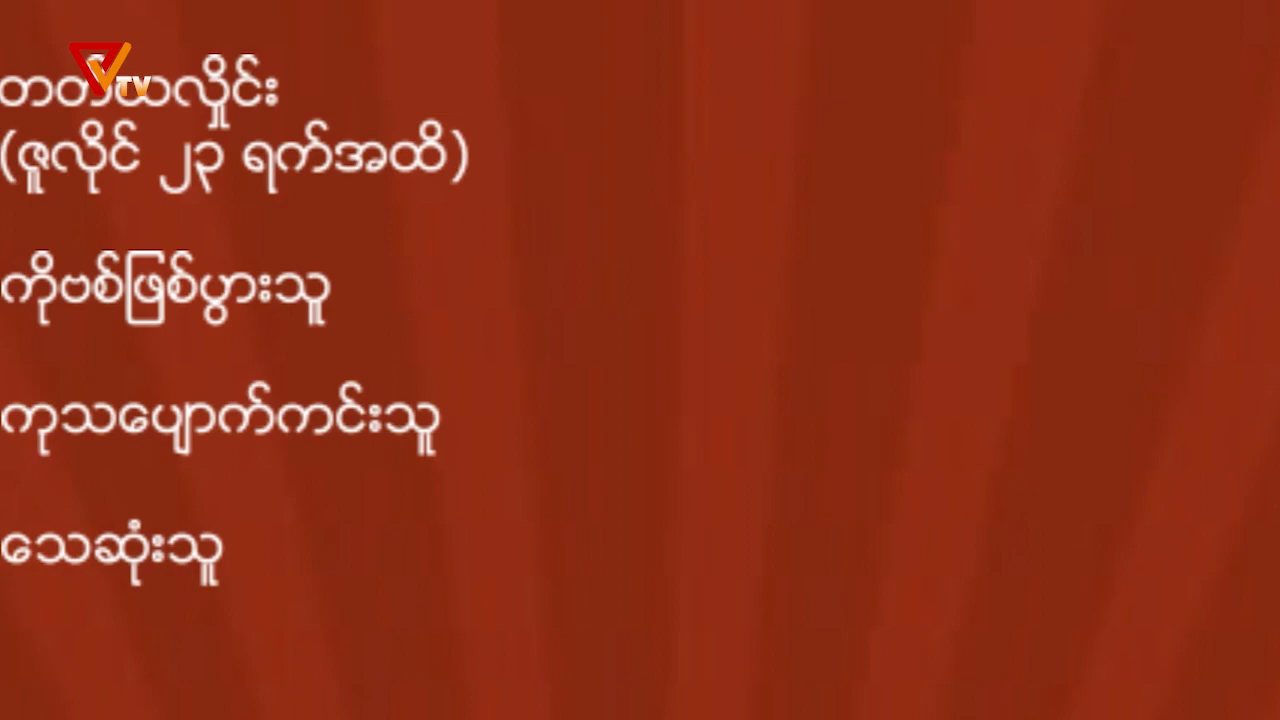 TV
တတိယလှိုင်း
(ဇူလိုင် ၂၃ ရက်အထိ)
ကိုဗစ်ဖြစ်ပွားသူ
ကုသပျောက်ကင်းသူ
သေဆုံးသူ